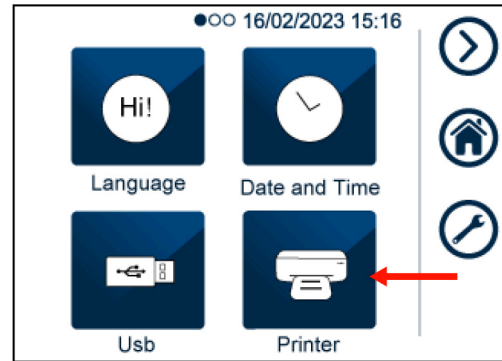 16/02/2023 15:16
Hi!
Language
Date and Time
Usb
Printer